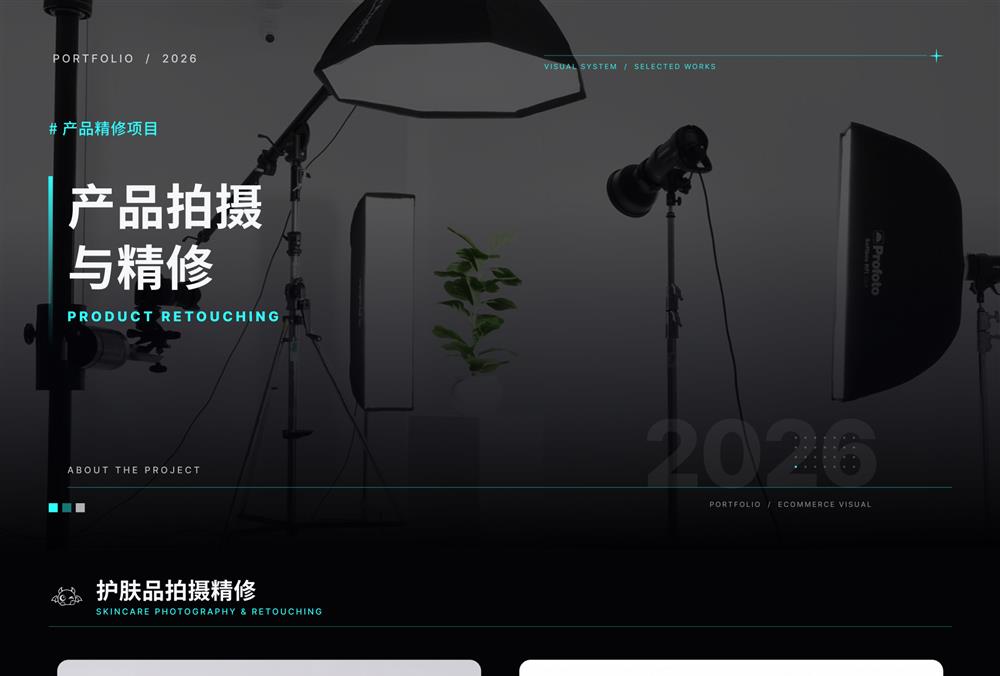 PORTFOLIO / 2026
VISUAL SYSTEM / SELECTED WORKS
# 产品精修项目
产品拍摄
与精修
PRODUCT RETOUCHING
Profoto
2026
ABOUT THE PROJECT
PORTFOLIO / ECOMMERCE VISUAL
护肤品拍摄精修
SKINCARE PHOTOGRAPHY & RETOUCHING